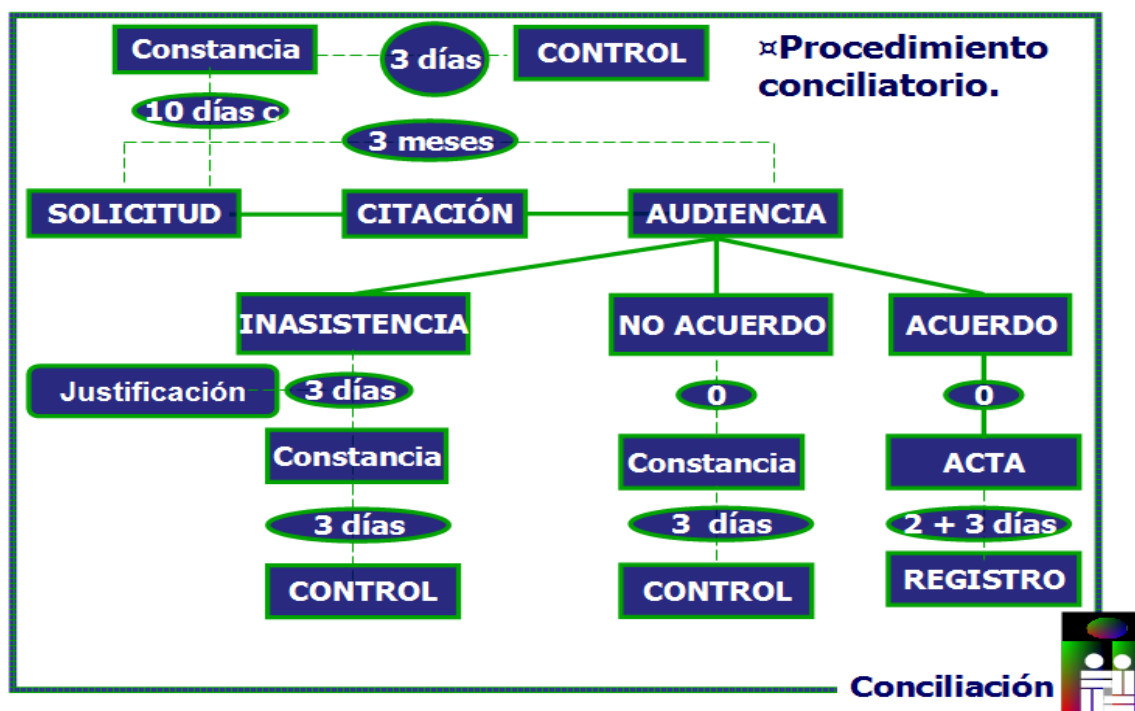 Constancia
3 días
CONTROL
¤Procedimiento
conciliatorio.
10 días c
3 meses
SOLICITUD
CITACIÓN
AUDIENCIA
INASISTENCIA
NO ACUERDO
ACUERDO
Justificación
3 días
0
0
Constancia
Constancia
ACTA
3 días
3 días
2 + 3 días
CONTROL
CONTROL
REGISTRO
Conciliación